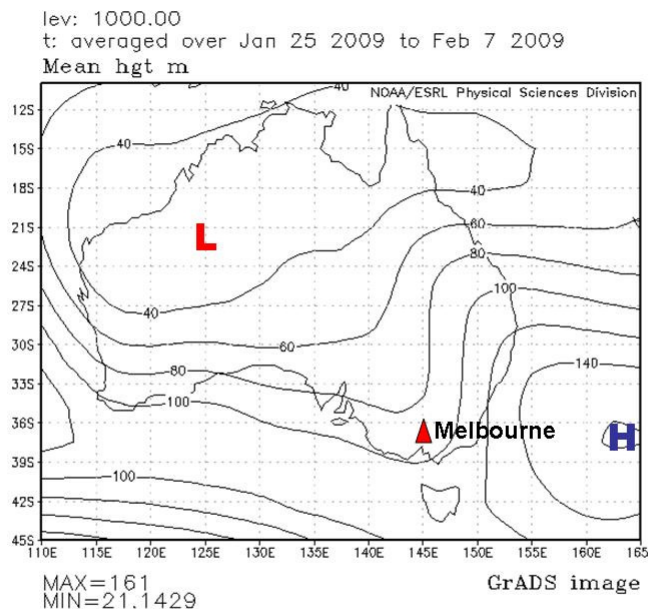 lev: 1000.00
t: averaged over Jan 25 2009 to Feb 7 2009
Mean hgt m
NOAA/ESRL Physical Sciences Division
40
12S
15S
40
18S
40
L
21S
60
24S
80
27S
100
40
30S
60
140
33S
80
100
36S
Melbourne
H
39S
100
42S
45S
110E 115E 120E 125E 130E 135E 140E 145E 150E 155E 160E 165E
MAX=161
GrADS image
MIN=21.1429